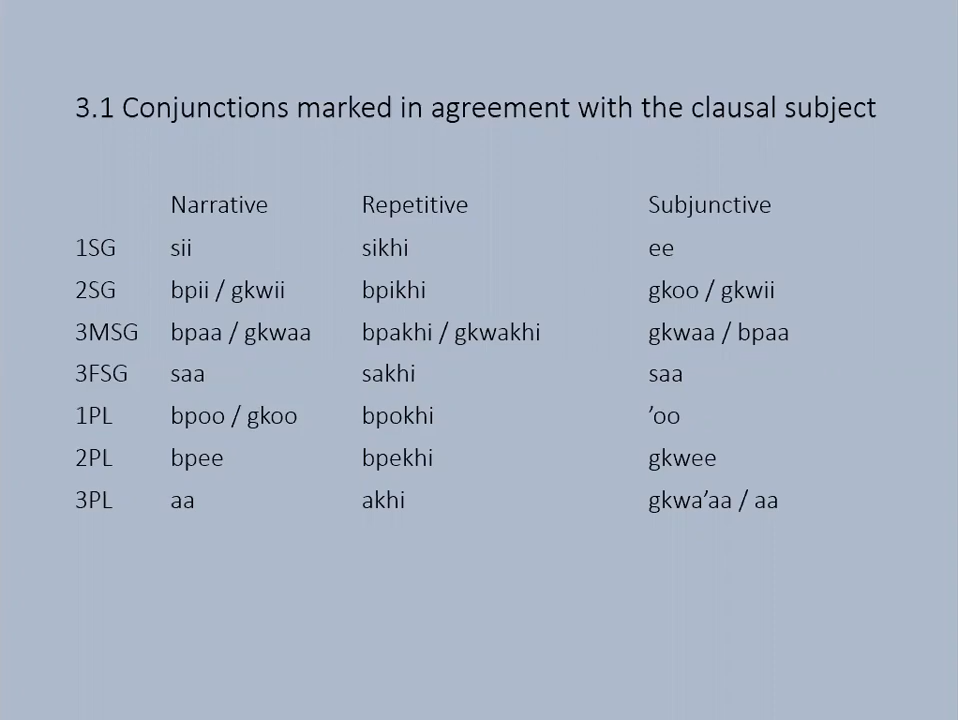 3.1 Conjunctions marked in agreement with the clausal subject
Narrative Repetitive Subjunctive
1SG sii sikhi ee
2SG bpii / gkwii bpikhi gkoo / gkwii
3MSG bpaa / gkwaa bpakhi / gkwakhi gkwaa / bpaa
3FSG saa sakhi saa
1PL bpoo / gkoo bpokhi ’oo
2PL bpee bpekhi gkwee
3PL aa akhi gkwa’aa / aa